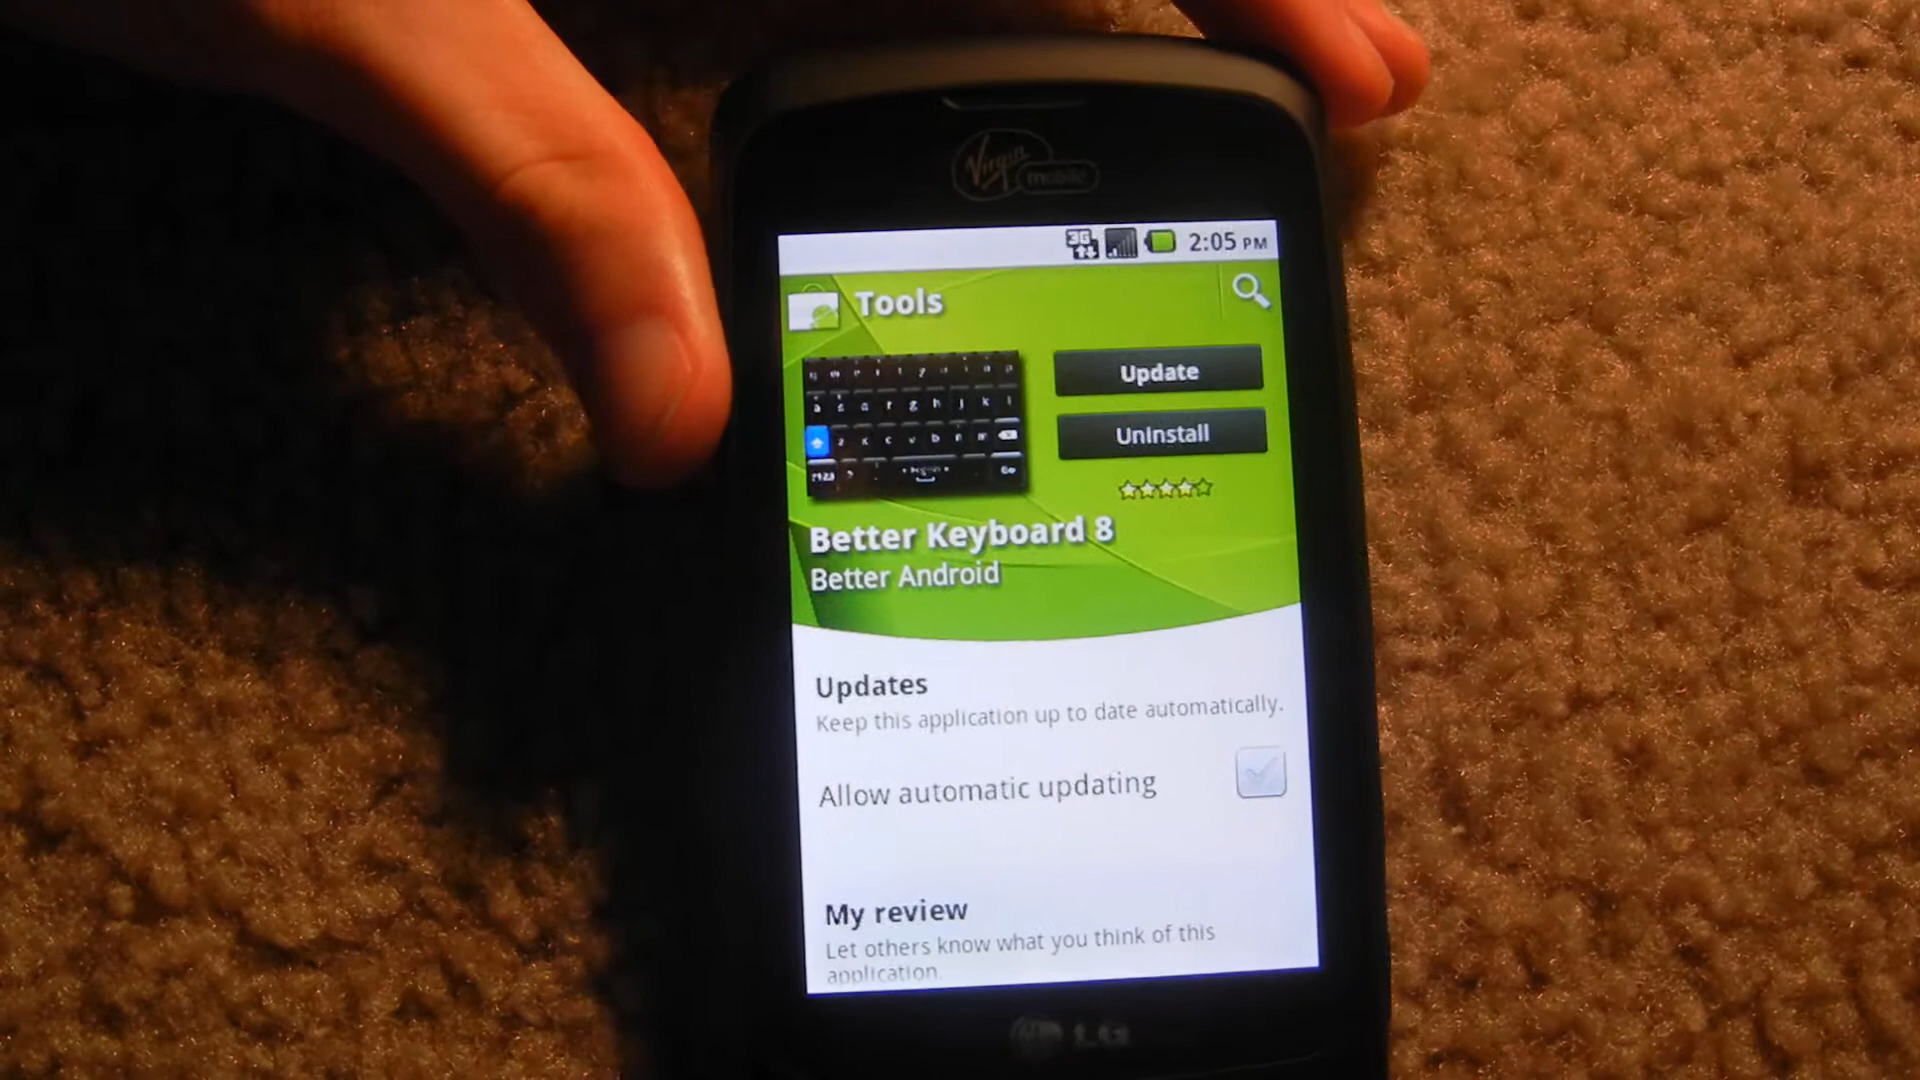 Virgin
mobile
3G
2:05 PM
Tools
Update
Uninstall
Better Keyboard 8
Better Android
Updates
Keep this application up to date automatically.
Allow automatic updating
My review
Let others know what you think of this
application.
LG